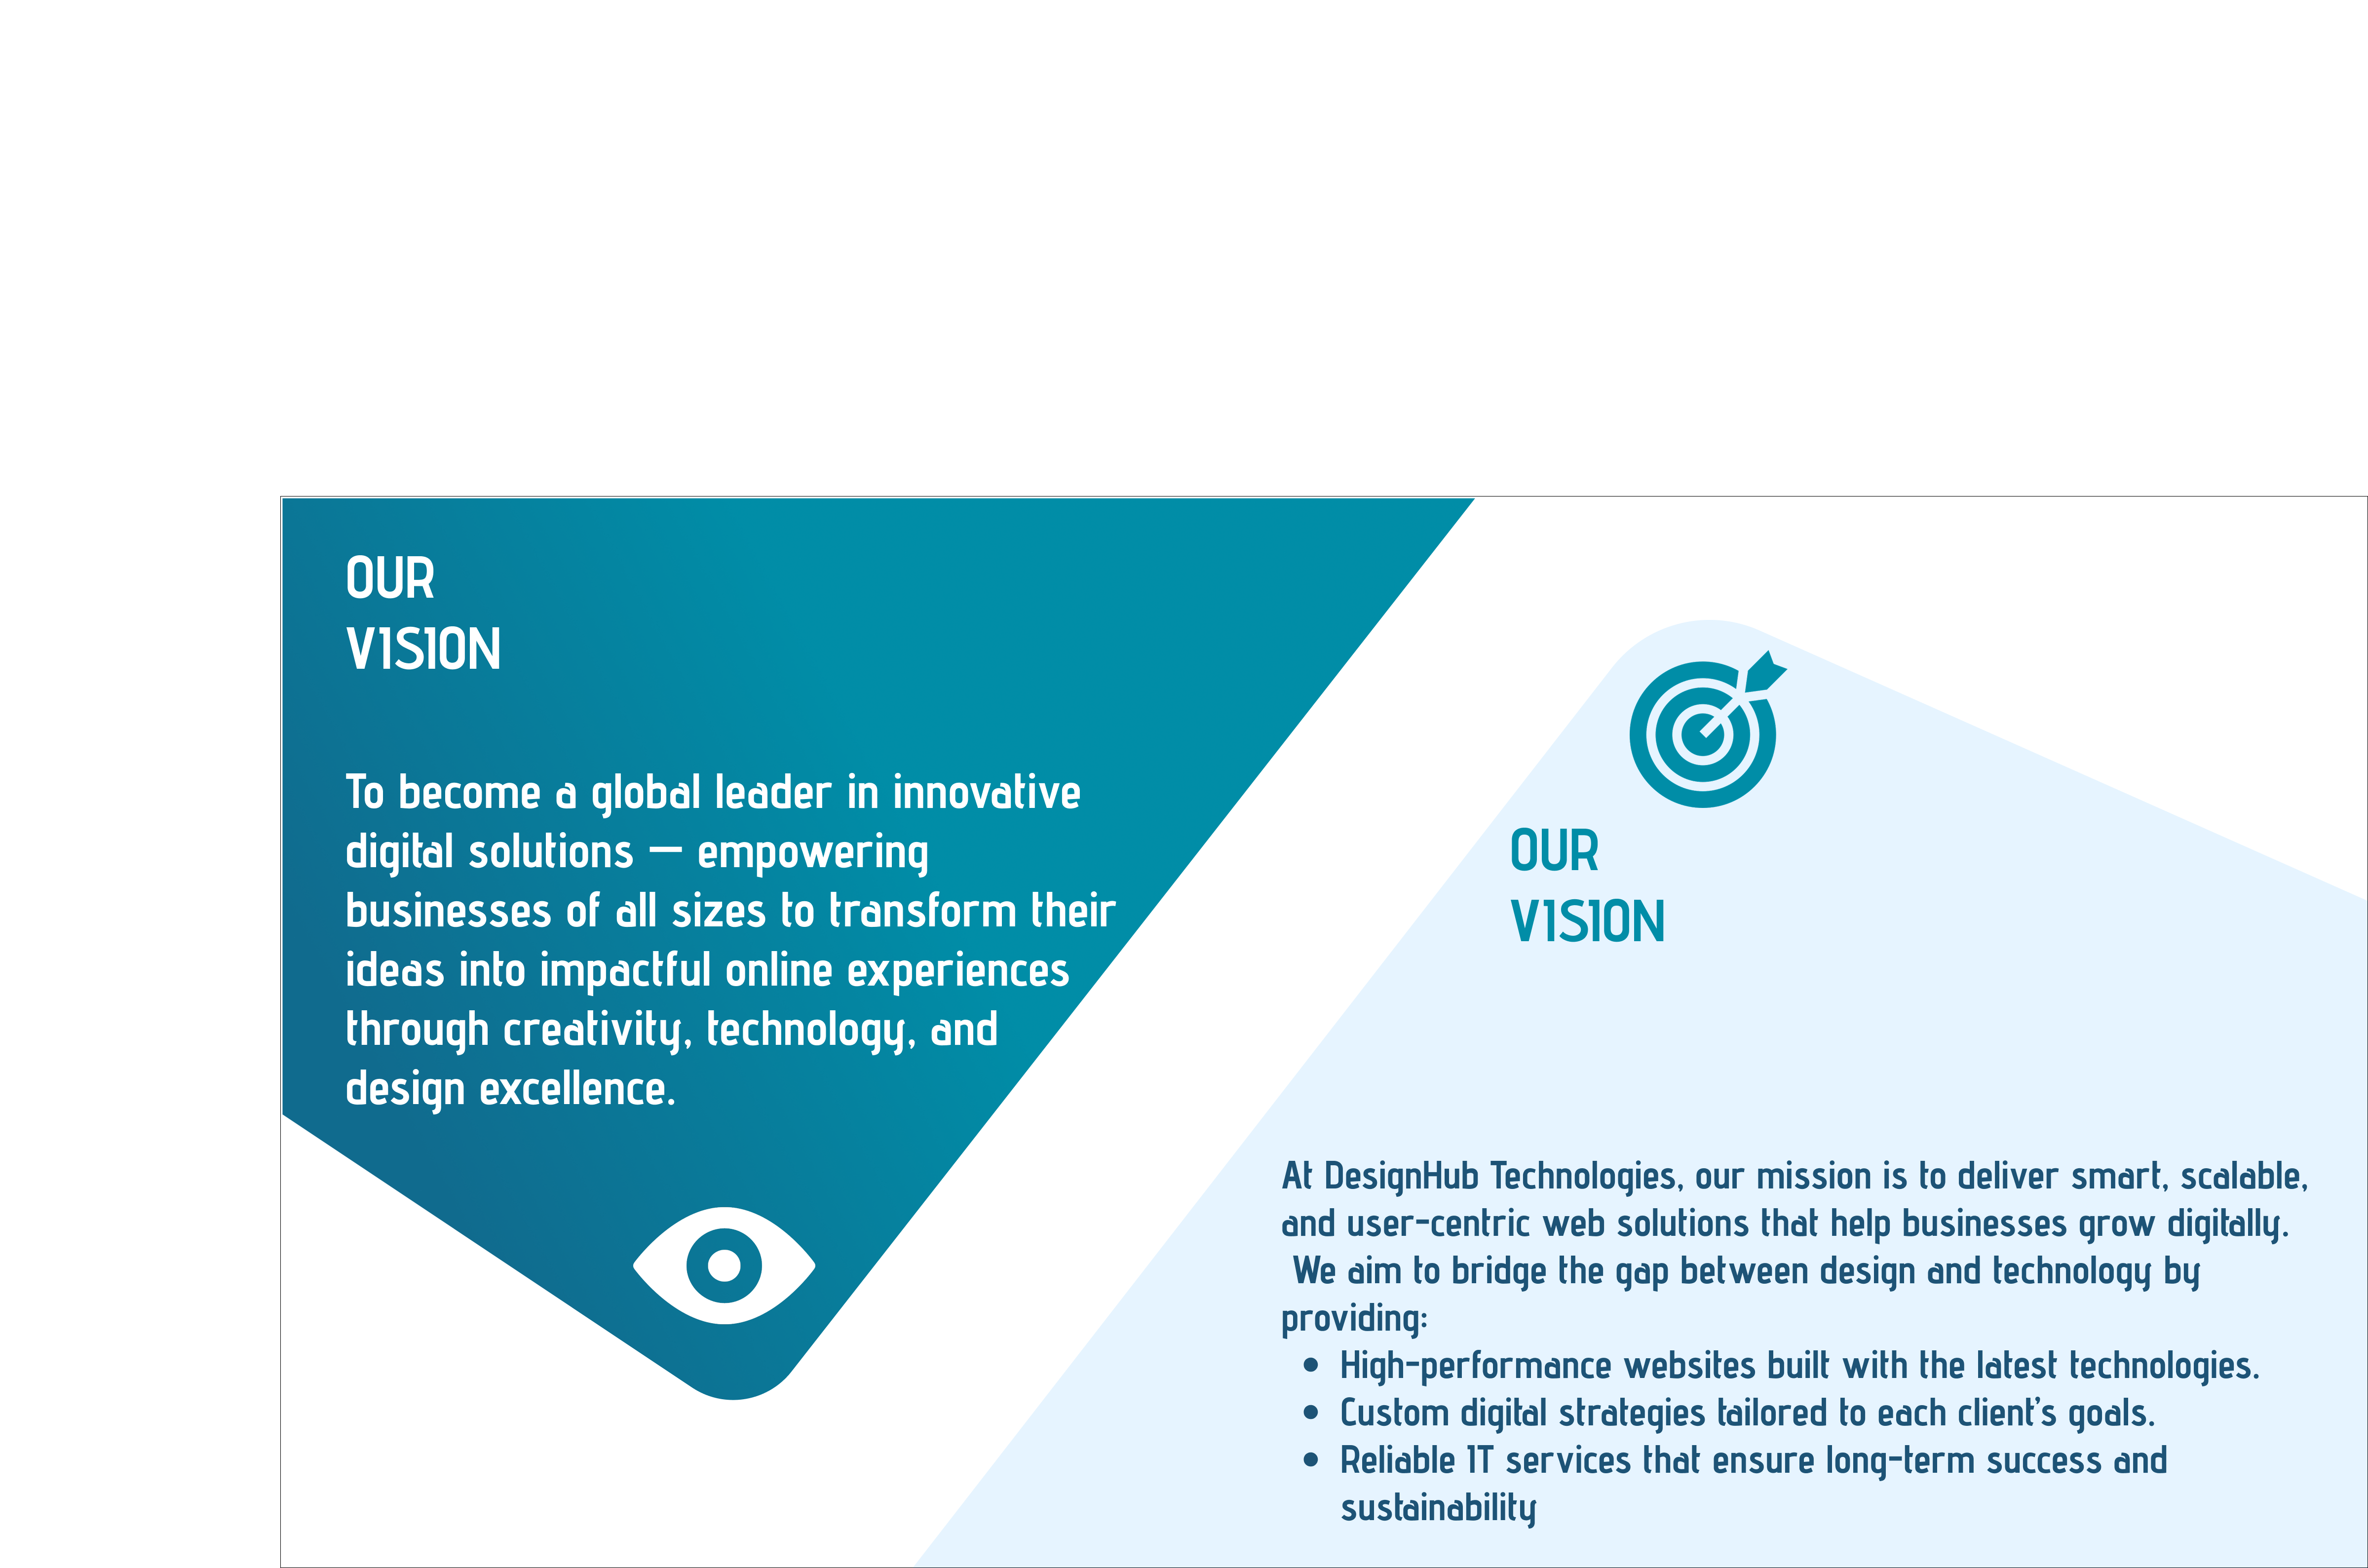 OUR
VISION
To become a global leader in innovative
digital solutions — empowering
businesses of all sizes to transform their
ideas into impactful online experiences
through creativity, technology, and
design excellence.
OUR
VISION
At DesignHub Technologies, our mission is to deliver smart, scalable,
and user-centric web solutions that help businesses grow digitally.
We aim to bridge the gap between design and technology by
providing:
• High-performance websites built with the latest technologies.
• Custom digital strategies tailored to each client’s goals.
• Reliable IT services that ensure long-term success and
sustainability